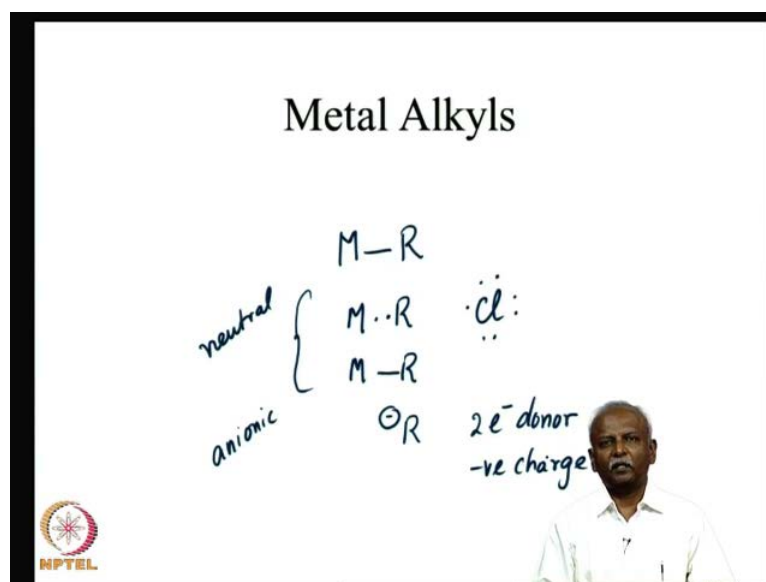 Metal Alkyls
M—R
neutral { M··R ·Cl:
M—R
anionic ⊖R 2e⁻ donor
-ve charge
NPTEL